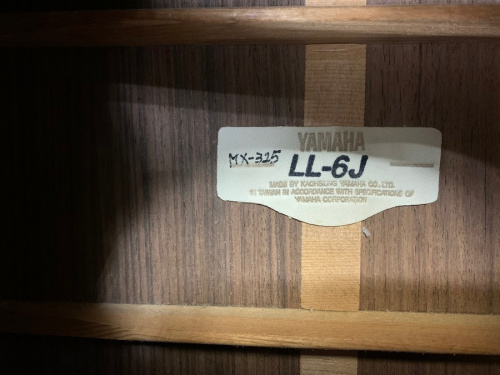 YAMAHA
MX-325 LL-6J
MADE BY KAOHSIUNG YAMAHA CO., LTD.
IN TAIWAN IN ACCORDANCE WITH SPECIFICATIONS OF
YAMAHA CORPORATION